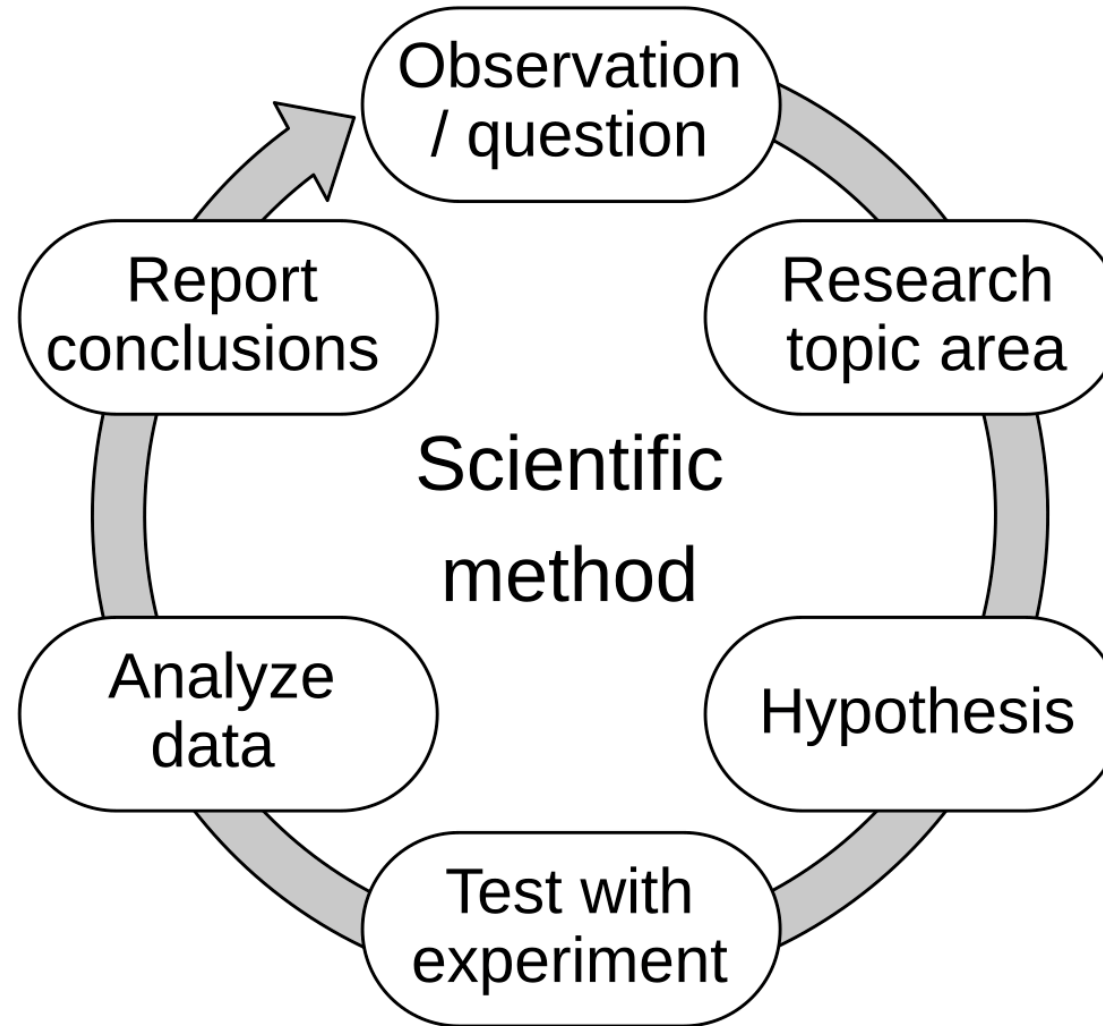 Observation
/ question
Research
topic area
Hypothesis
Test with
experiment
Analyze
data
Report
conclusions
Scientific
method